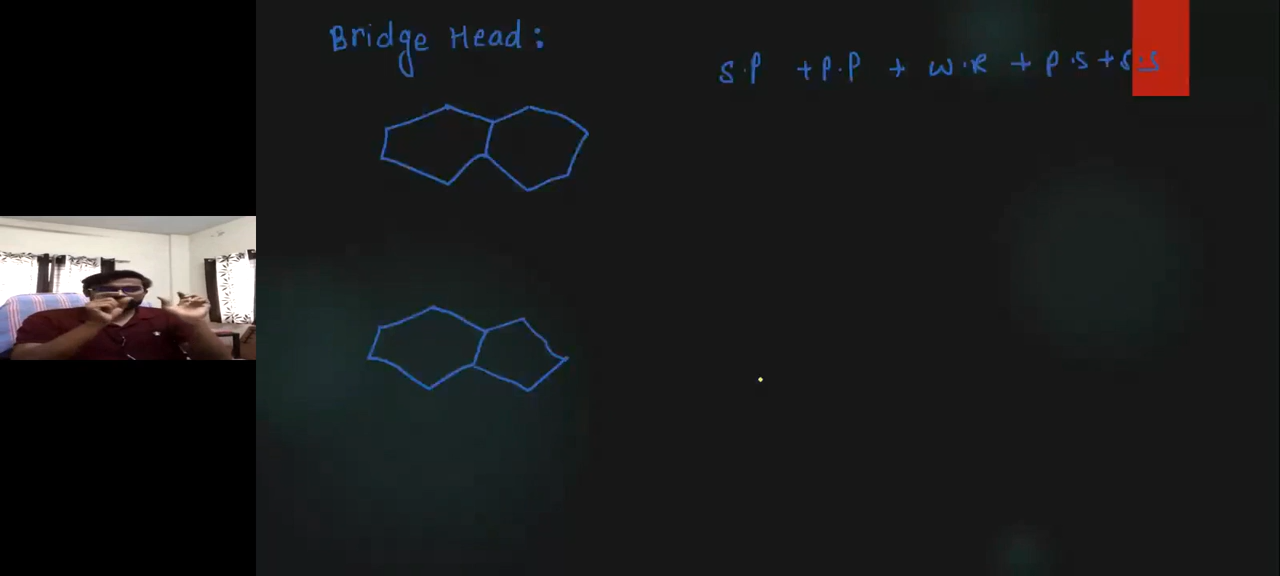 Bridge Head:
S.P + P.P + W.R + P.S + S.S